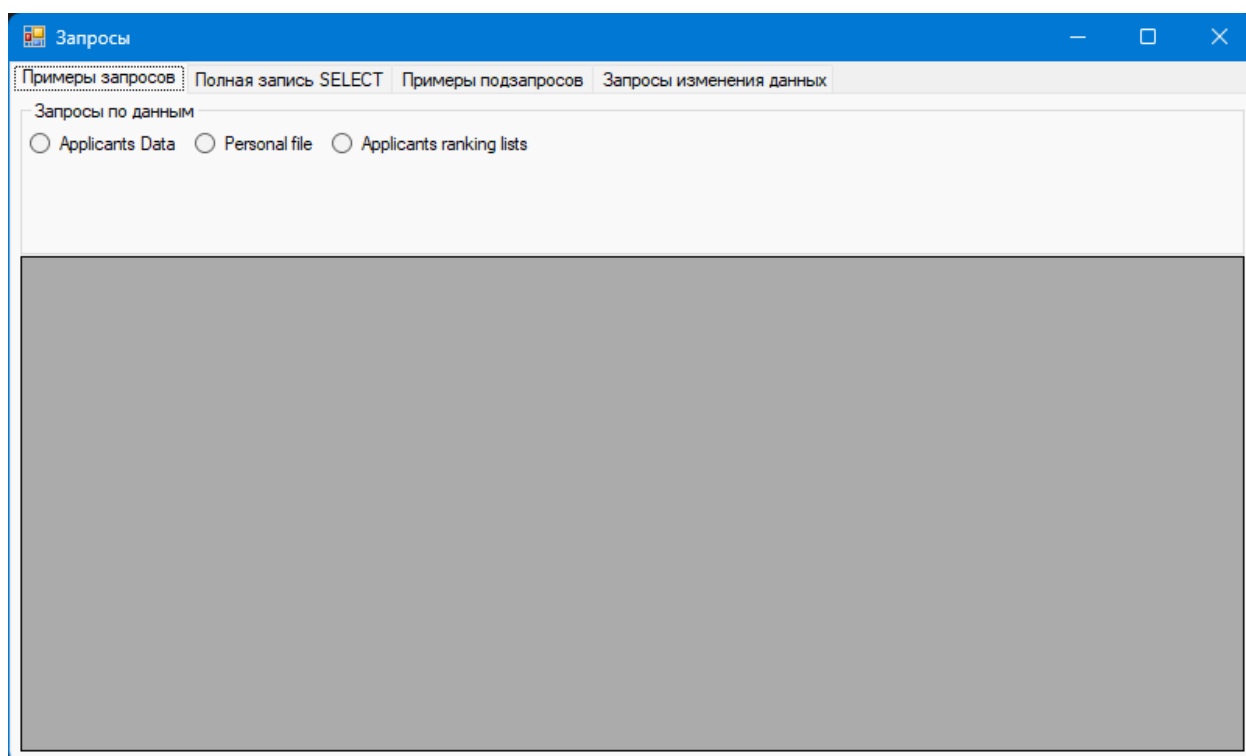 Запросы
Примеры запросов Полная запись SELECT Примеры подзапросов Запросы изменения данных
Запросы по данным
Applicants Data Personal file Applicants ranking lists